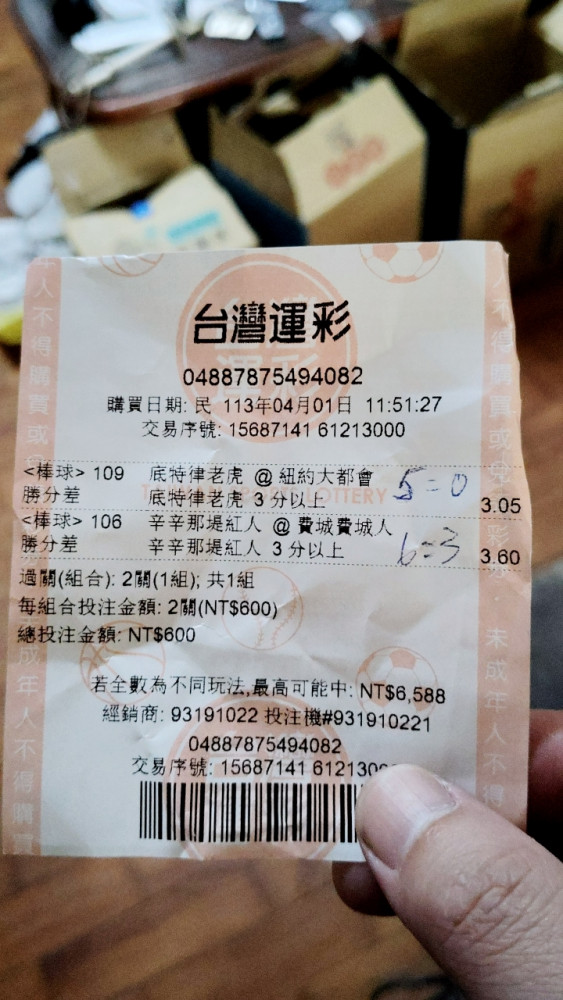 台灣運彩
04887875494082
購買日期: 民 113年04月01日 11:51:27
交易序號: 15687141 61213000
<棒球> 109 底特律老虎 @ 紐約大都會 5=0
勝分差 底特律老虎 3 分以上 3.05
<棒球> 106 辛辛那堤紅人 @ 費城費城人 6=3
勝分差 辛辛那堤紅人 3 分以上 3.60
過關(組合): 2關(1組); 共1組
每組合投注金額: 2關(NT$600)
總投注金額: NT$600
若全數為不同玩法,最高可能中: NT$6,588
經銷商: 93191022 投注機#931910221
04887875494082
交易序號: 15687141 612130